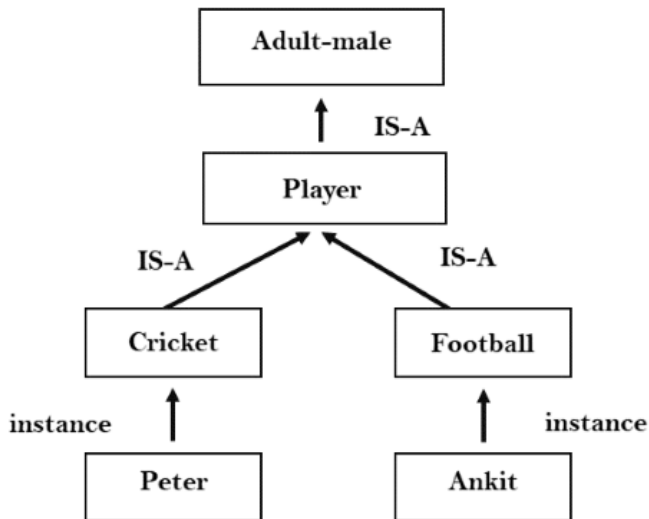 Adult-male
IS-A
Player
IS-A
IS-A
Cricket
Football
instance
instance
Peter
Ankit